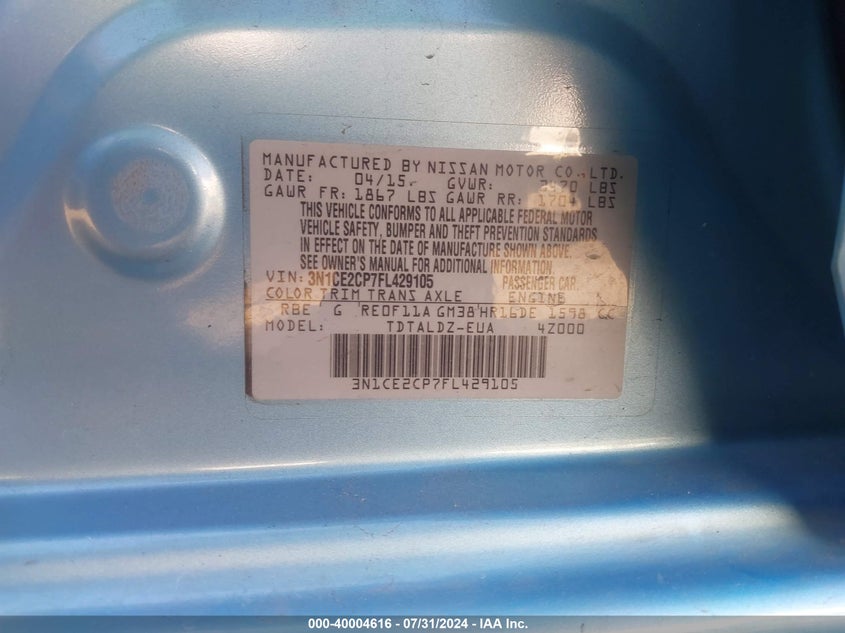 MANUFACTURED BY NISSAN MOTOR CO.,LTD.
DATE: 04/15 GVWR: LBS
GAWR FR: 1867 LBS GAWR RR: 1704 LBS
THIS VEHICLE CONFORMS TO ALL APPLICABLE FEDERAL MOTOR
VEHICLE SAFETY, BUMPER AND THEFT PREVENTION STANDARDS
IN EFFECT ON THE DATE OF MANUFACTURE SHOWN ABOVE.
SEE OWNER'S MANUAL FOR ADDITIONAL INFORMATION.
VIN: 3N1CE2CP7FL429105 PASSENGER CAR
COLOR TRIM TRANS AXLE ENGINE
RBE G RE0F11A GM38 HR16DE 1598 CC
MODEL: TDTALDZ-EUA 4Z000
3N1CE2CP7FL429105
000-40004616 - 07/31/2024 - IAA Inc.